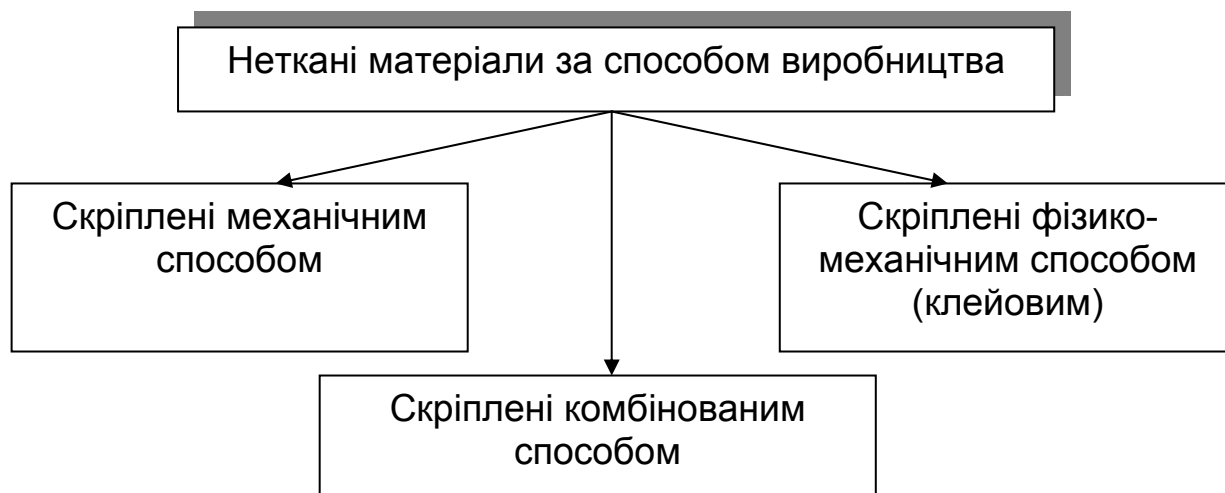 Неткані матеріали за способом виробництва
Скріплені механічним
способом
Скріплені фізико-
механічним способом
(клейовим)
Скріплені комбінованим
способом